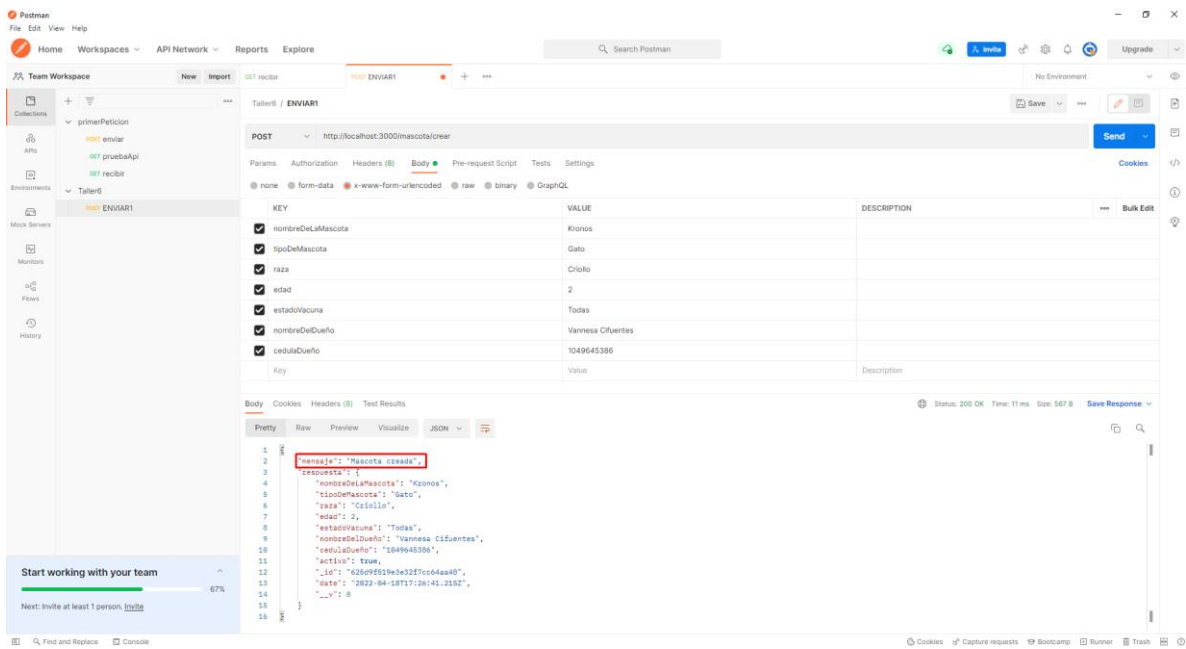 Postman
File Edit View Help
Home Workspaces API Network Reports Explore
Search Postman
Invite
Upgrade
Team Workspace
New Import
GET recibir
POST ENVIAR1
No Environment
Collections
APIs
Environments
Mock Servers
Monitors
Flows
History
primerPeticion
POST enviar
GET pruebaApi
GET recibir
Taller6
POST ENVIAR1
Taller6 / ENVIAR1
Save
POST http://localhost:3000/mascota/crear
Send
Params Authorization Headers (8) Body Pre-request Script Tests Settings
Cookies
none form-data x-www-form-urlencoded raw binary GraphQL
KEY VALUE DESCRIPTION Bulk Edit
nombreDeLaMascota Kronos
tipoDeMascota Gato
raza Criollo
edad 2
estadoVacuna Todas
nombreDelDueño Vannesa Cifuentes
cedulaDueño 1049645386
Key Value Description
Body Cookies Headers (8) Test Results
Status: 200 OK Time: 11 ms Size: 567 B Save Response
Pretty Raw Preview Visualize JSON
1 {
2 "mensaje": "Mascota creada",
3 "respuesta": {
4 "nombreDeLaMascota": "Kronos",
5 "tipoDeMascota": "Gato",
6 "raza": "Criollo",
7 "edad": 2,
8 "estadoVacuna": "Todas",
9 "nombreDelDueño": "Vannesa Cifuentes",
10 "cedulaDueño": "1049645386",
11 "activo": true,
12 "_id": "625d9f519e3e32f7cc64aa40",
13 "date": "2022-04-18T17:26:41.215Z",
14 "__v": 0
15 }
16 }
Start working with your team
67%
Next: Invite at least 1 person. Invite
Find and Replace Console
Cookies Capture requests Bootcamp Runner Trash